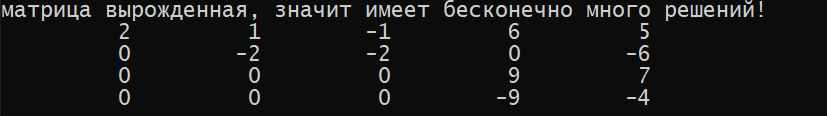 матрица вырожденная, значит имеет бесконечно много решений!
2 1 -1 6 5
0 -2 -2 0 -6
0 0 0 9 7
0 0 0 -9 -4